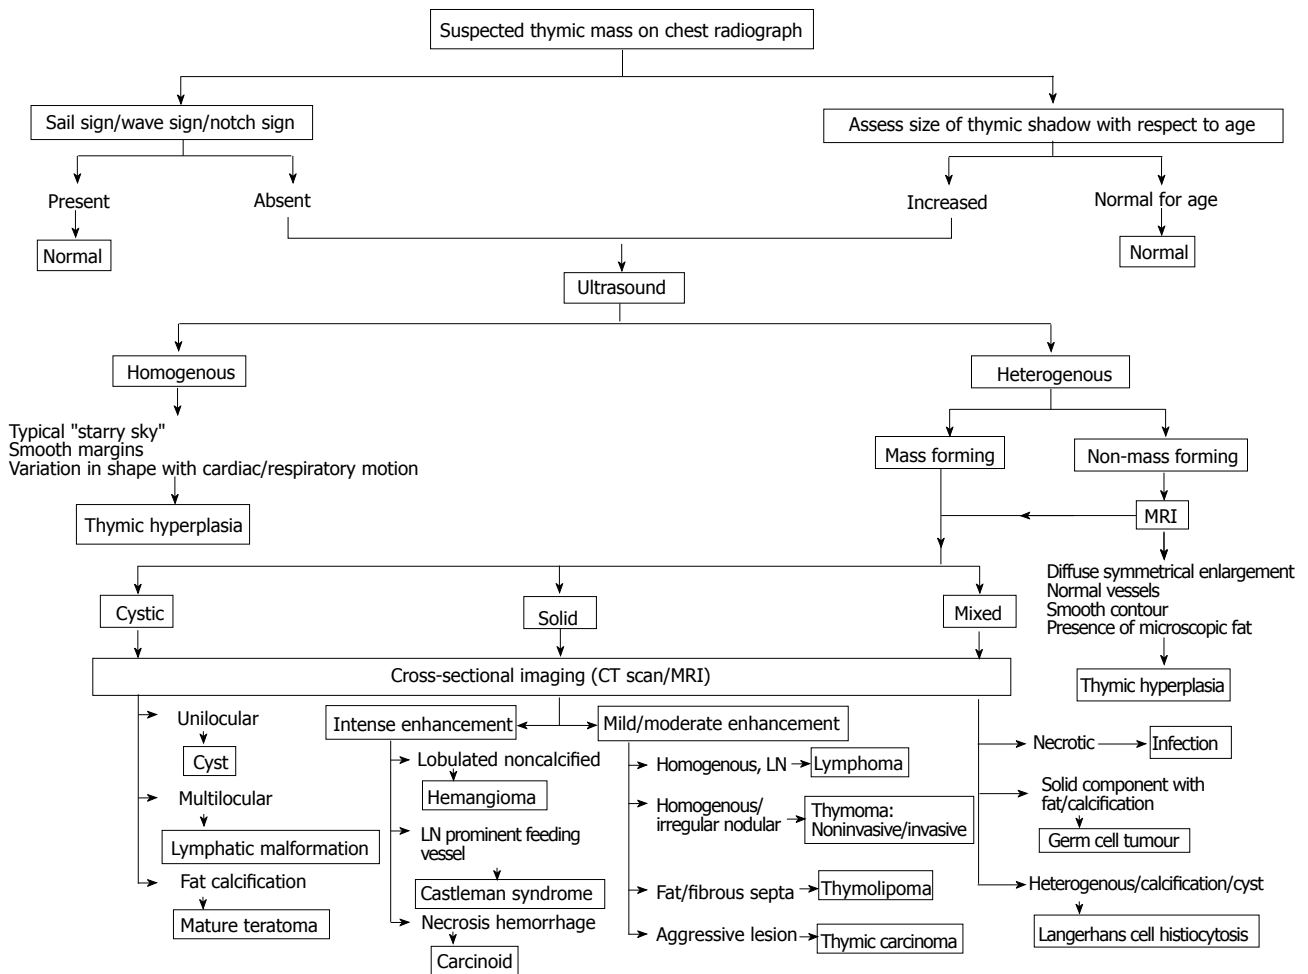 Suspected thymic mass on chest radiograph
Sail sign/wave sign/notch sign
Assess size of thymic shadow with respect to age
Present
Absent
Increased
Normal for age
Normal
Normal
Ultrasound
Homogenous
Heterogenous
Typical "starry sky"
Smooth margins
Variation in shape with cardiac/respiratory motion
Mass forming
Non-mass forming
Thymic hyperplasia
MRI
Diffuse symmetrical enlargement
Normal vessels
Smooth contour
Presence of microscopic fat
Thymic hyperplasia
Cystic
Solid
Mixed
Cross-sectional imaging (CT scan/MRI)
Unilocular
Cyst
Multilocular
Lymphatic malformation
Fat calcification
Mature teratoma
Intense enhancement
Lobulated noncalcified
Hemangioma
LN prominent feeding
vessel
Castleman syndrome
Necrosis hemorrhage
Carcinoid
Mild/moderate enhancement
Homogenous, LN
Lymphoma
Homogenous/
irregular nodular
Thymoma:
Noninvasive/invasive
Fat/fibrous septa
Thymolipoma
Aggressive lesion
Thymic carcinoma
Necrotic
Infection
Solid component with
fat/calcification
Germ cell tumour
Heterogenous/calcification/cyst
Langerhans cell histiocytosis